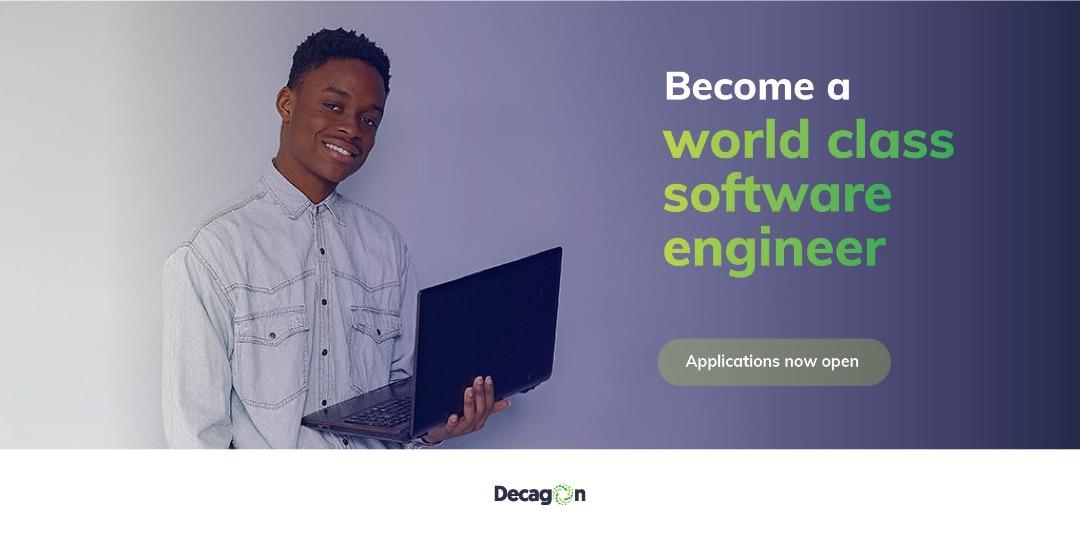 Become a
world class
software
engineer
Applications now open
Decagon